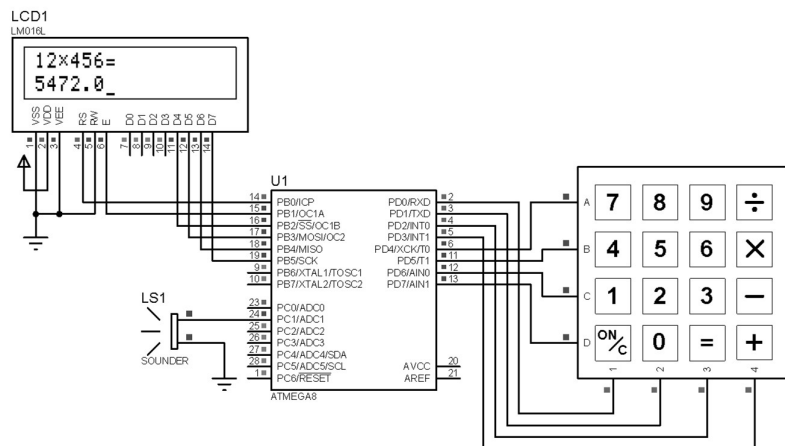 LCD1
LM016L
12×456=
5472.0_
VSS VDD VEE RS RW E D0 D1 D2 D3 D4 D5 D6 D7
1 2 3 4 5 6 7 8 9 10 11 12 13 14
U1
14 PB0/ICP PD0/RXD 2
15 PB1/OC1A PD1/TXD 3
16 PB2/SS/OC1B PD2/INT0 4
17 PB3/MOSI/OC2 PD3/INT1 5
18 PB4/MISO PD4/XCK/T0 6
19 PB5/SCK PD5/T1 11
9 PB6/XTAL1/TOSC1 PD6/AIN0 12
10 PB7/XTAL2/TOSC2 PD7/AIN1 13
23 PC0/ADC0
24 PC1/ADC1
25 PC2/ADC2
26 PC3/ADC3
27 PC4/ADC4/SDA
28 PC5/ADC5/SCL AVCC 20
1 PC6/RESET AREF 21
ATMEGA8
LS1
SOUNDER
A 7 8 9 ÷
B 4 5 6 ×
C 1 2 3 −
D ON/C 0 = +
1 2 3 4